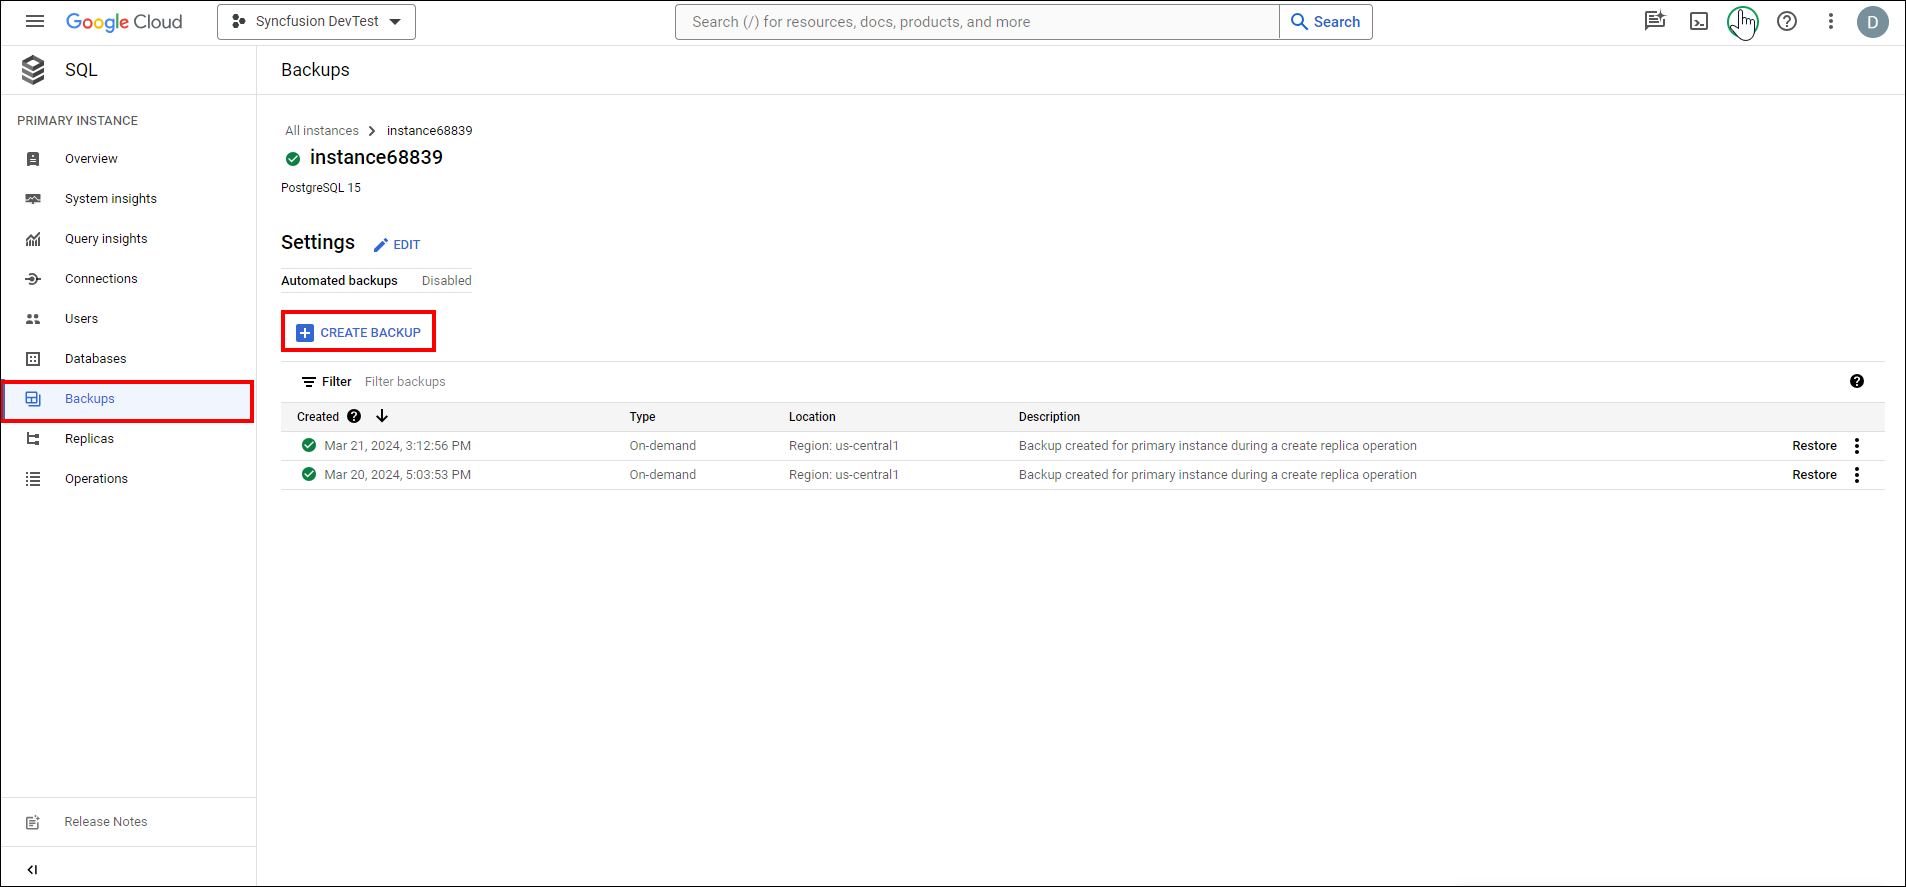 Google Cloud Syncfusion DevTest Search (/) for resources, docs, products, and more Search D
SQL
Backups
PRIMARY INSTANCE
Overview
System insights
Query insights
Connections
Users
Databases
Backups
Replicas
Operations
Release Notes
All instances instance68839
instance68839
PostgreSQL 15
Settings EDIT
Automated backups Disabled
CREATE BACKUP
Filter Filter backups
Created Type Location Description
Mar 21, 2024, 3:12:56 PM On-demand Region: us-central1 Backup created for primary instance during a create replica operation Restore
Mar 20, 2024, 5:03:53 PM On-demand Region: us-central1 Backup created for primary instance during a create replica operation Restore